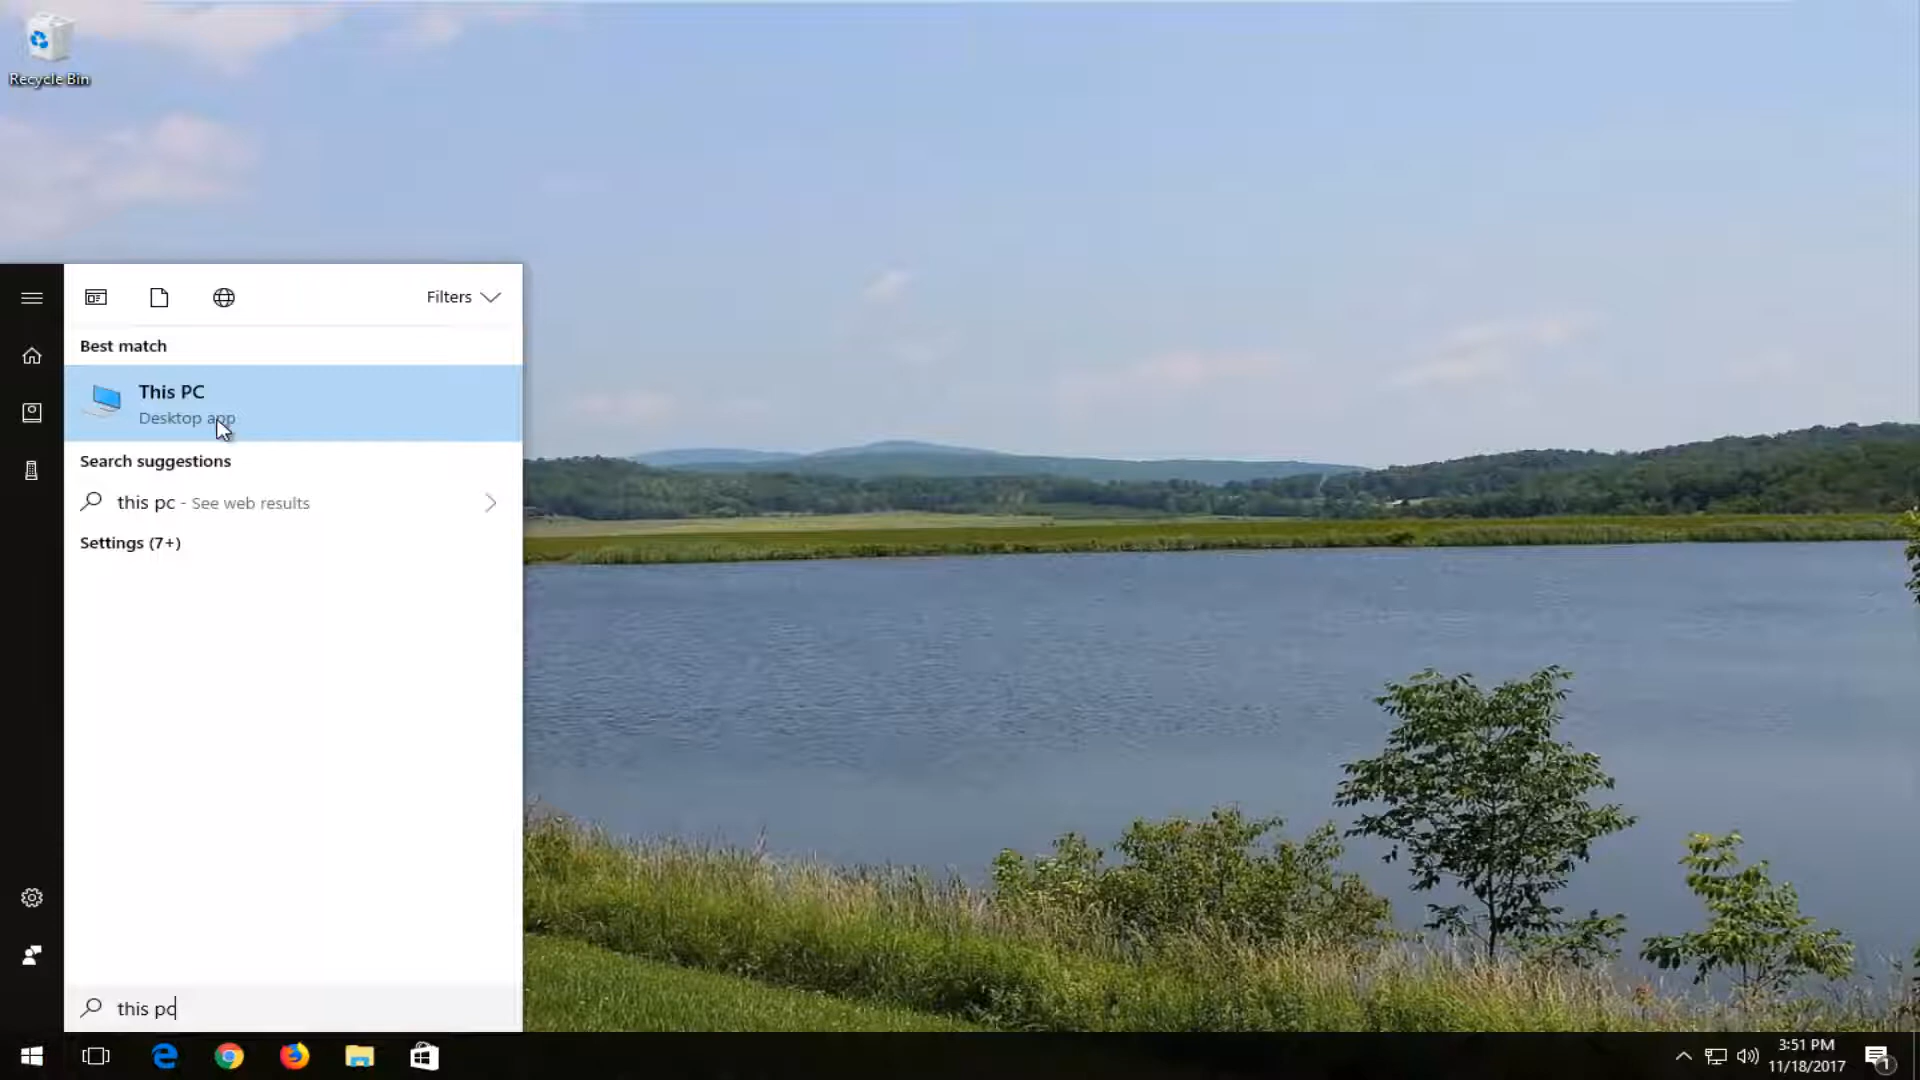 Recycle Bin
Filters
Best match
This PC
Desktop app
Search suggestions
this pc - See web results
Settings (7+)
this pc
3:51 PM
11/18/2017
1